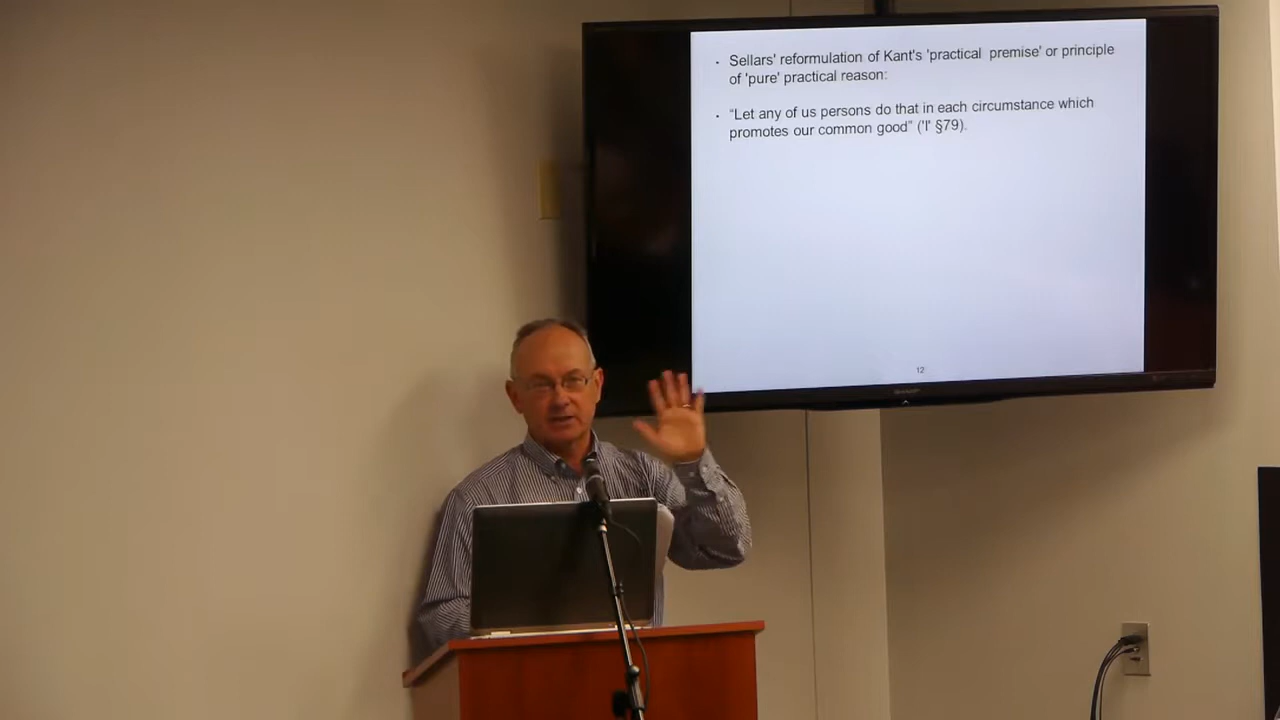 · Sellars' reformulation of Kant's 'practical premise' or principle
of 'pure' practical reason:
· “Let any of us persons do that in each circumstance which
promotes our common good” ('I' §79).
12
SHARP